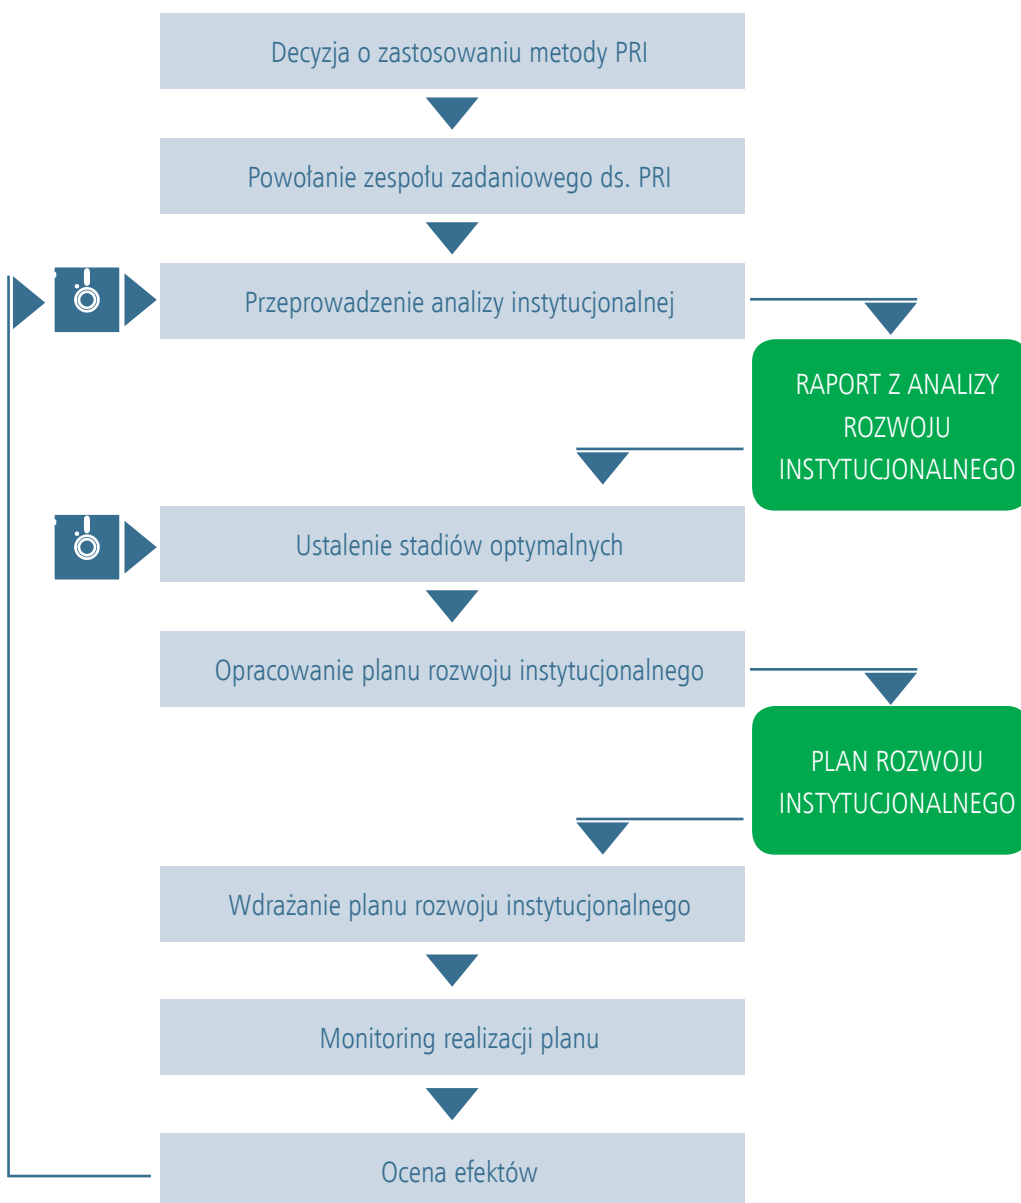 Decyzja o zastosowaniu metody PRI
Powołanie zespołu zadaniowego ds. PRI
Przeprowadzenie analizy instytucjonalnej
RAPORT Z ANALIZY
ROZWOJU
INSTYTUCJONALNEGO
Ustalenie stadiów optymalnych
Opracowanie planu rozwoju instytucjonalnego
PLAN ROZWOJU
INSTYTUCJONALNEGO
Wdrażanie planu rozwoju instytucjonalnego
Monitoring realizacji planu
Ocena efektów